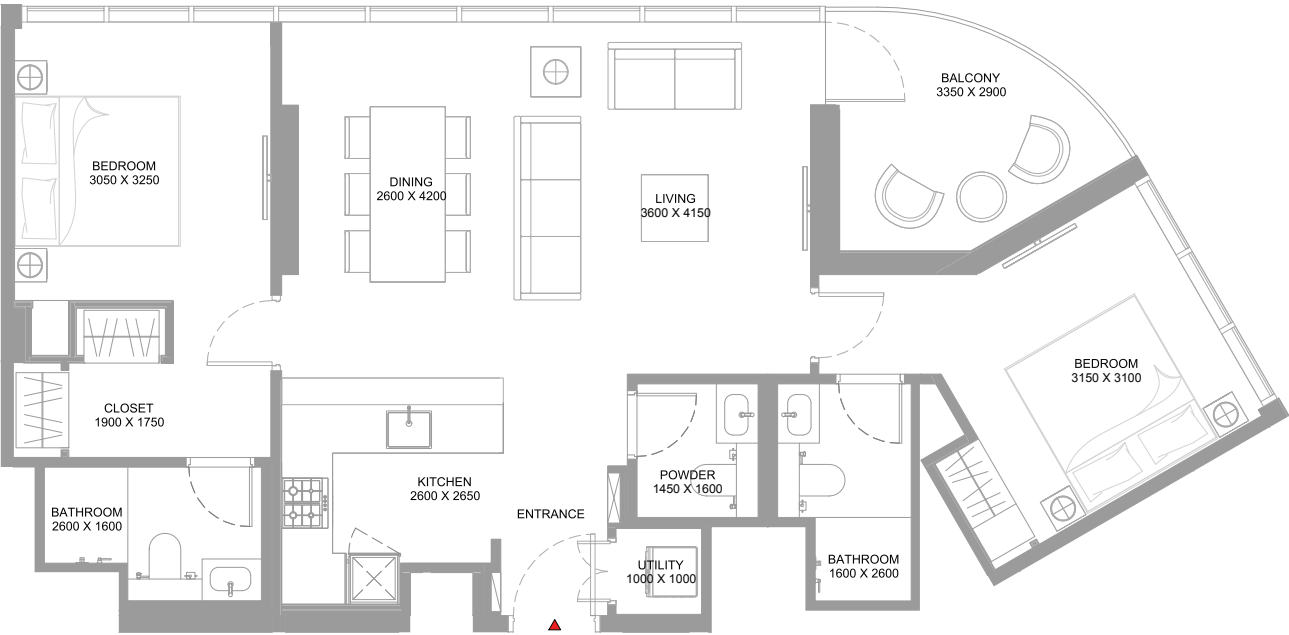 BALCONY
3350 X 2900
BEDROOM
3050 X 3250
DINING
2600 X 4200
LIVING
3600 X 4150
BEDROOM
3150 X 3100
CLOSET
1900 X 1750
KITCHEN
2600 X 2650
POWDER
1450 X 1600
BATHROOM
2600 X 1600
ENTRANCE
UTILITY
1000 X 1000
BATHROOM
1600 X 2600